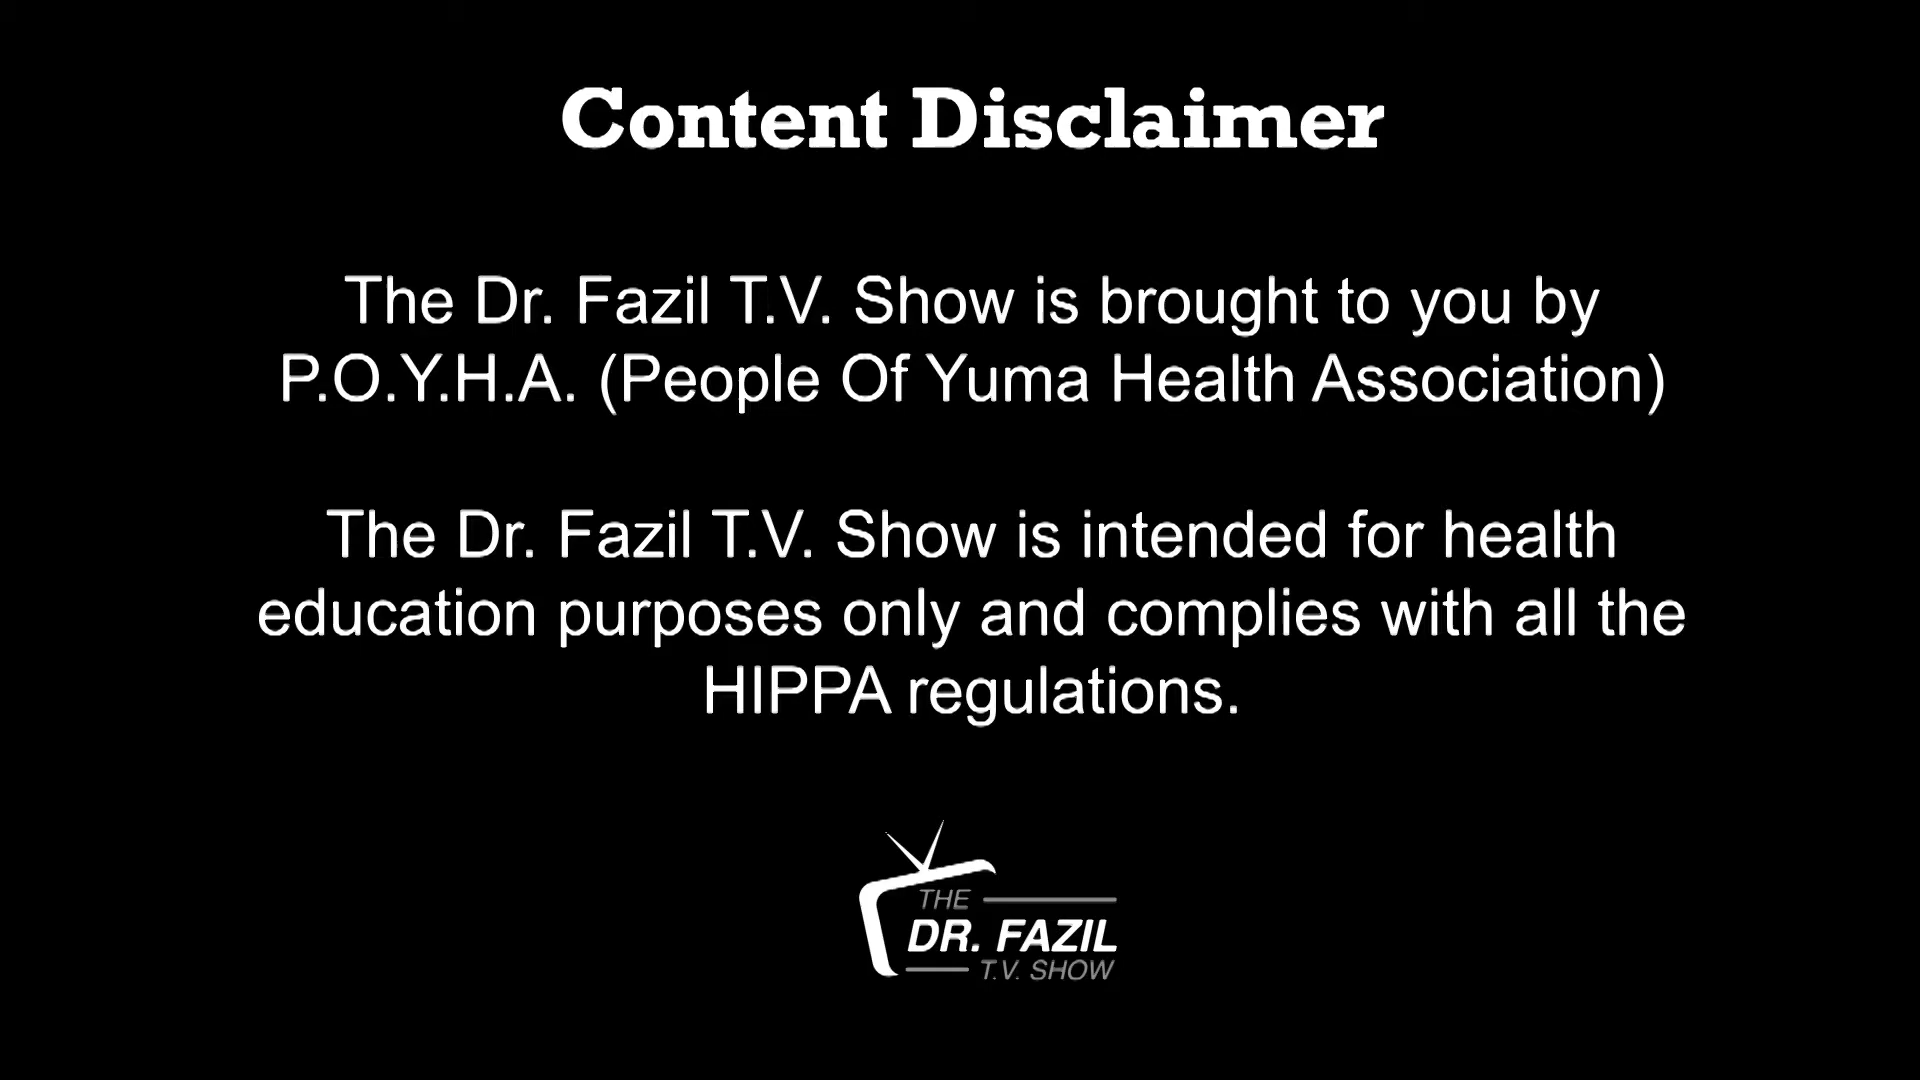 Content Disclaimer
The Dr. Fazil T.V. Show is brought to you by
P.O.Y.H.A. (People Of Yuma Health Association)
The Dr. Fazil T.V. Show is intended for health
education purposes only and complies with all the
HIPPA regulations.
THE
DR. FAZIL
T.V. SHOW